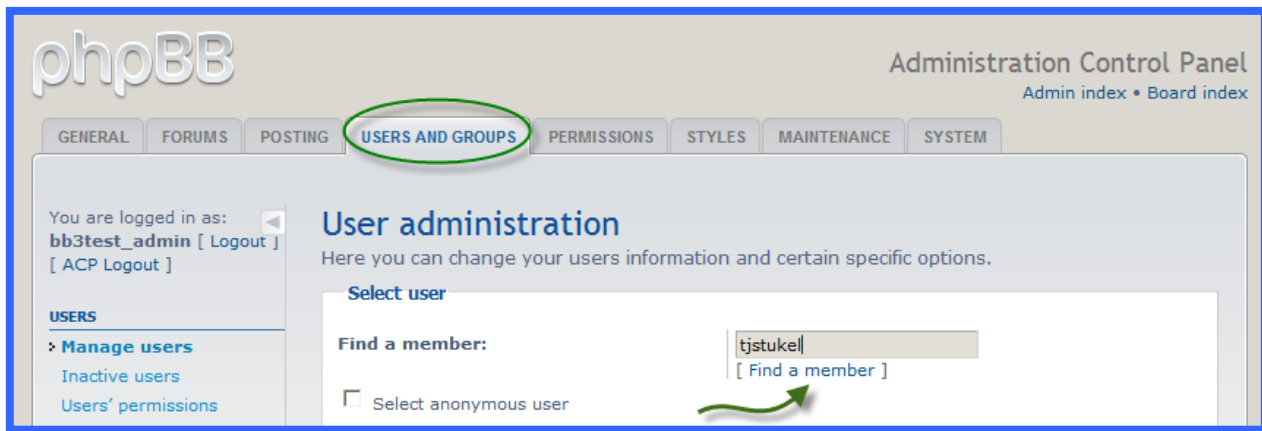 phpBB
Administration Control Panel
Admin index • Board index
GENERAL FORUMS POSTING USERS AND GROUPS PERMISSIONS STYLES MAINTENANCE SYSTEM
You are logged in as:
bb3test_admin [ Logout ]
[ ACP Logout ]
USERS
Manage users
Inactive users
Users' permissions
User administration
Here you can change your users information and certain specific options.
Select user
Find a member:
tjstukel
[ Find a member ]
Select anonymous user